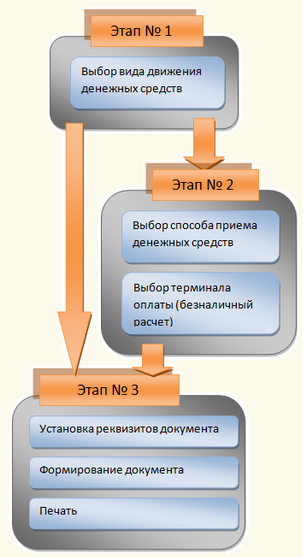 Этап № 1
Выбор вида движения
денежных средств
Этап № 2
Выбор способа приема
денежных средств
Выбор терминала
оплаты (безналичный
расчет)
Этап № 3
Установка реквизитов документа
Формирование документа
Печать